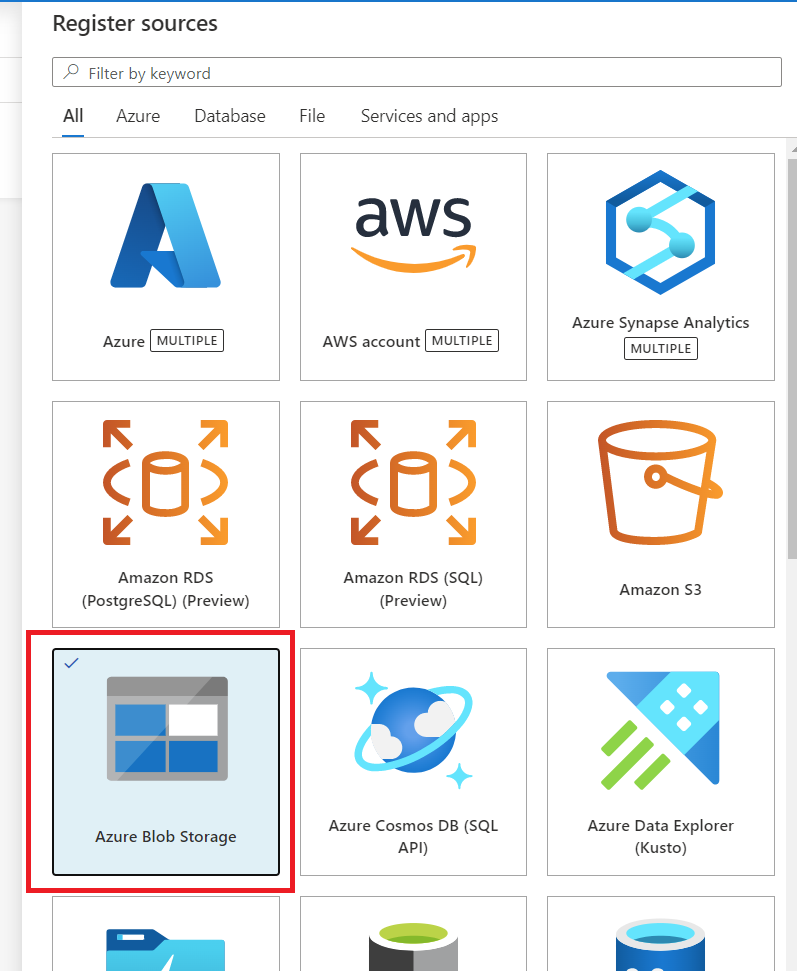 Register sources
Filter by keyword
All Azure Database File Services and apps
aws
Azure MULTIPLE
AWS account MULTIPLE
Azure Synapse Analytics
MULTIPLE
Amazon RDS
(PostgreSQL) (Preview)
Amazon RDS (SQL)
(Preview)
Amazon S3
Azure Blob Storage
Azure Cosmos DB (SQL
API)
Azure Data Explorer
(Kusto)